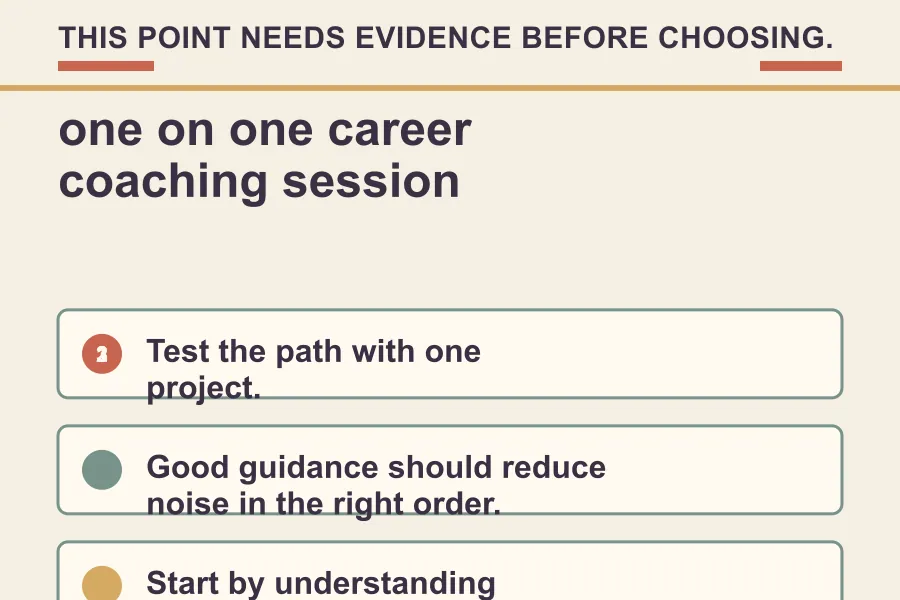 THIS POINT NEEDS EVIDENCE BEFORE CHOOSING.
one on one career
coaching session
Test the path with one
project.
Good guidance should reduce
noise in the right order.
Start by understanding